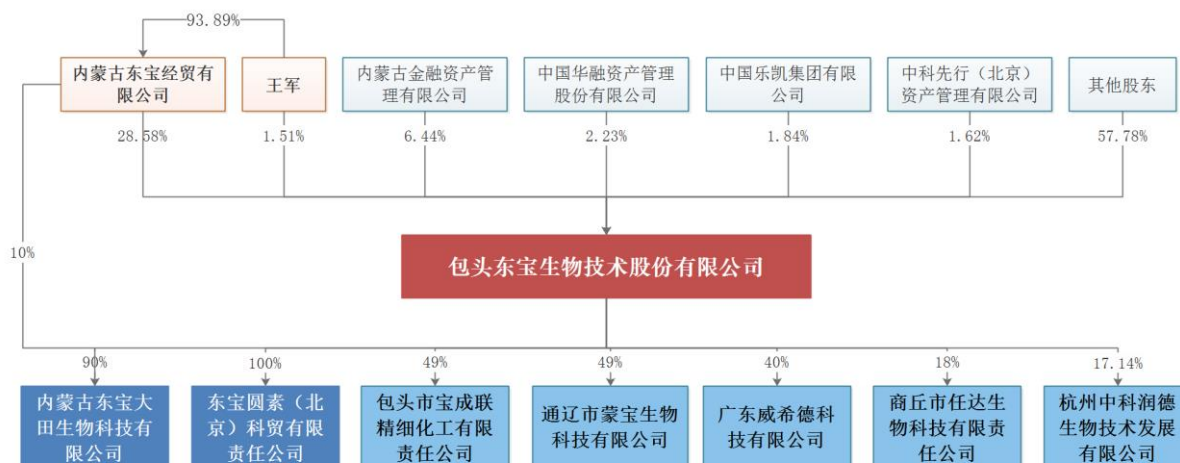 93.89%
内蒙古东宝经贸有
限公司
王军
内蒙古金融资产管
理有限公司
中国华融资产管理
股份有限公司
中国乐凯集团有限
公司
中科先行（北京）
资产管理有限公司
其他股东
28.58%
1.51%
6.44%
2.23%
1.84%
1.62%
57.78%
10%
包头东宝生物技术股份有限公司
90%
100%
49%
49%
40%
18%
17.14%
内蒙古东宝大
田生物科技有
限公司
东宝圆素（北
京）科贸有限
责任公司
包头市宝成联
精细化工有限
责任公司
通辽市蒙宝生物
科技有限公司
广东威希德科
技有限公司
商丘市任达生
物科技有限责
任公司
杭州中科润德
生物技术发展
有限公司